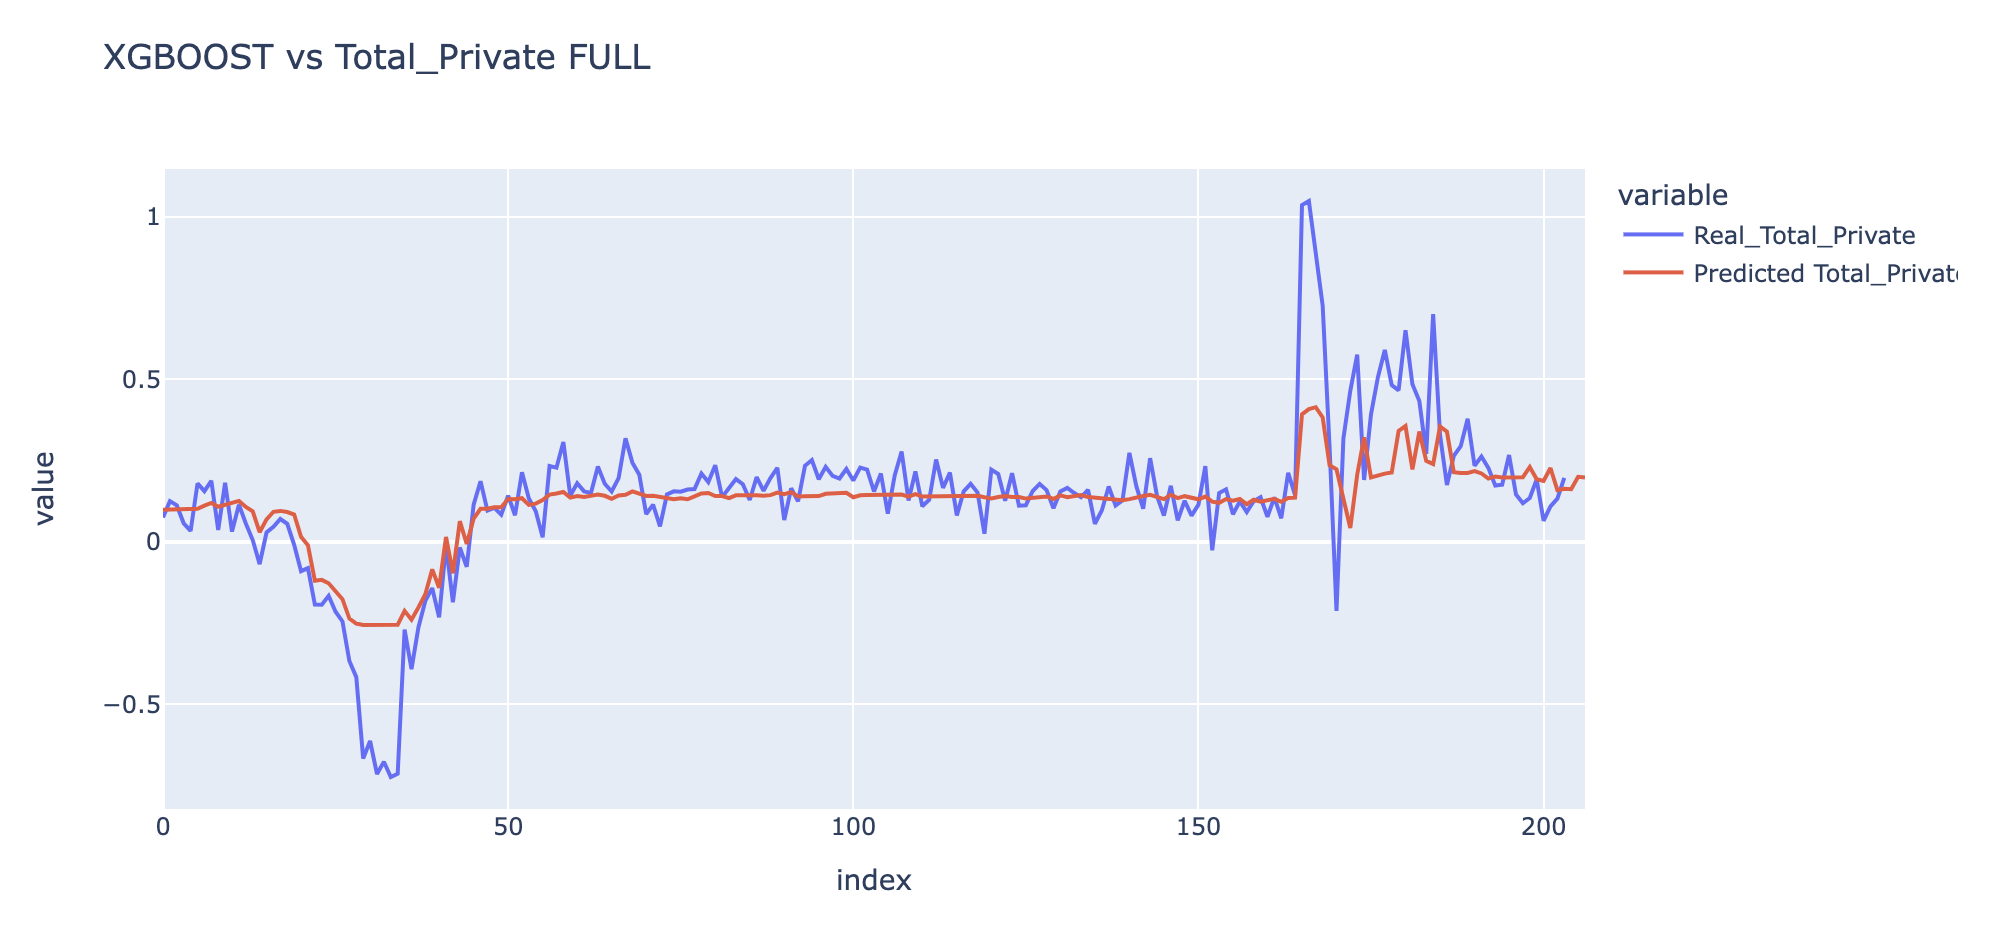 XGBOOST vs Total_Private FULL
variable
Real_Total_Private
Predicted Total_Privat
value
1
0.5
0
−0.5
0
50
100
150
200
index